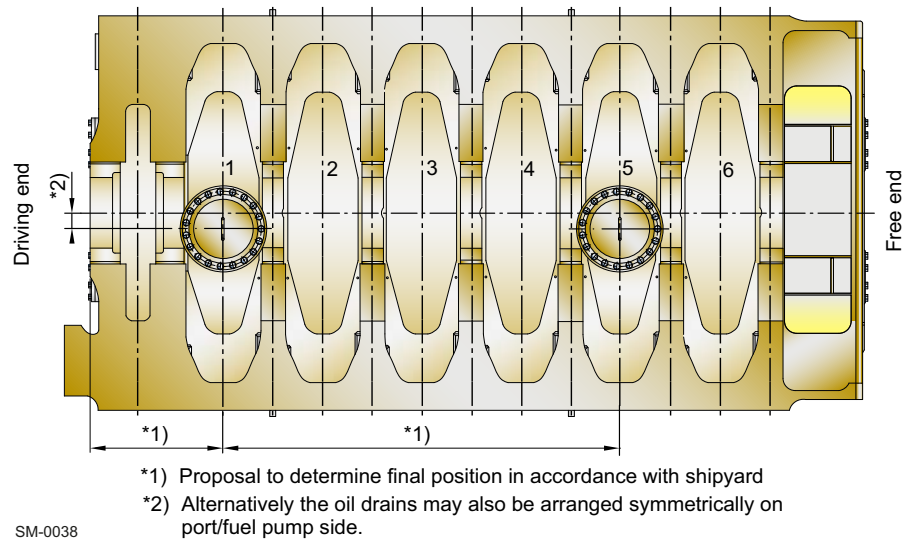 1
2
3
4
5
6
*2)
Driving end
Free end
*1)
*1)
*1) Proposal to determine final position in accordance with shipyard
*2) Alternatively the oil drains may also be arranged symmetrically on
port/fuel pump side.
SM-0038